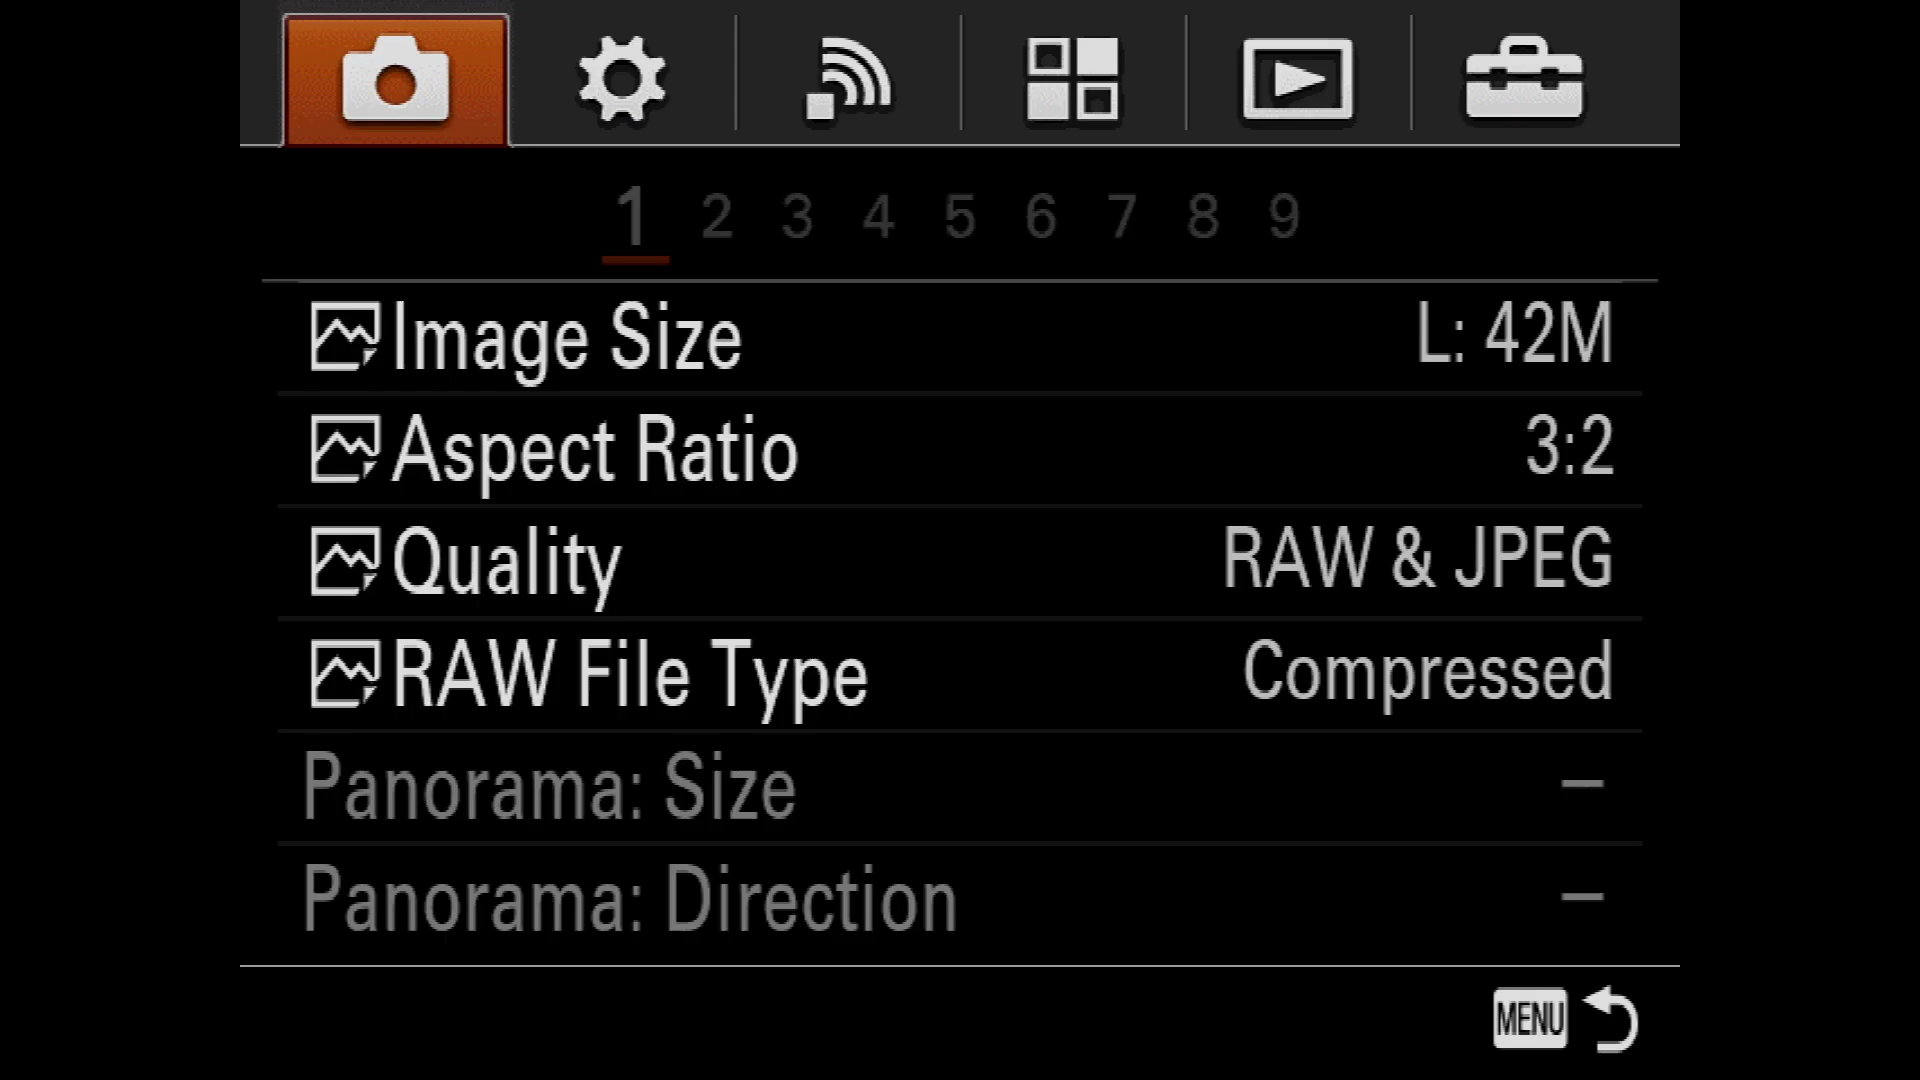 1 2 3 4 5 6 7 8 9
Image Size L: 42M
Aspect Ratio 3:2
Quality RAW & JPEG
RAW File Type Compressed
Panorama: Size –
Panorama: Direction –
MENU